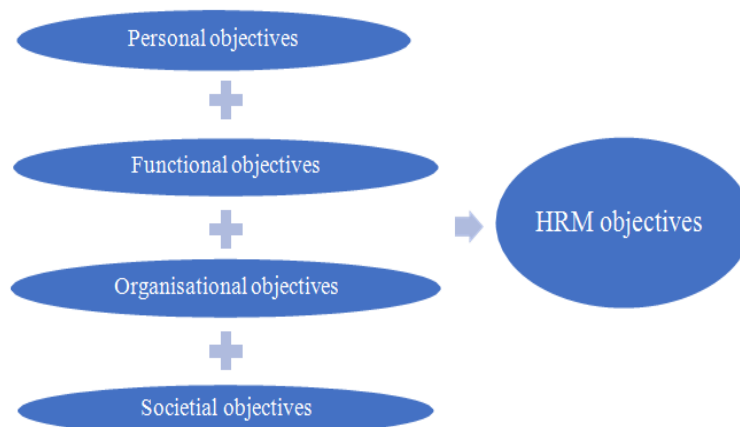 Personal objectives
Functional objectives
HRM objectives
Organisational objectives
Societial objectives